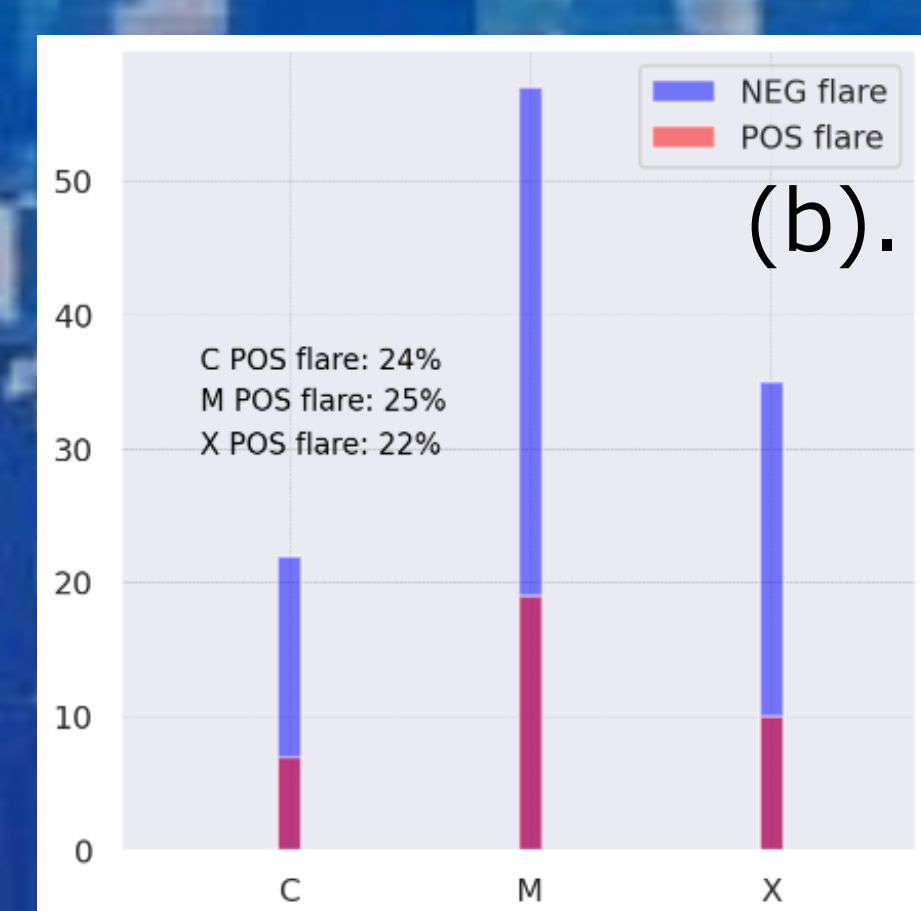 NEG flare
POS flare
(b).
50
40
C POS flare: 24%
M POS flare: 25%
X POS flare: 22%
30
20
10
0
C M X